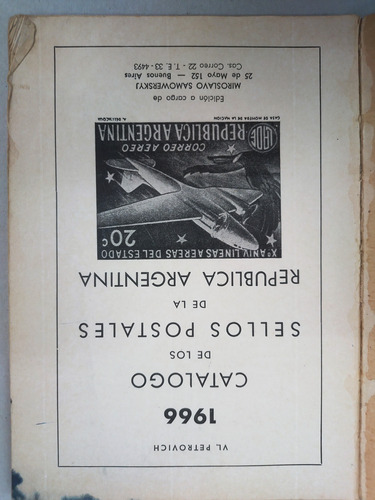 VL. PETROVICH
1966
CATALOGO
DE LOS
SELLOS POSTALES
DE LA
REPUBLICA ARGENTINA
Xº ANIV. LINEAS AEREAS DEL ESTADO
20c
CORREO AEREO
REPUBLICA ARGENTINA
A. BELLACQUA
CASA DE MONEDA DE LA NACION
Edición a cargo de
MIROSLAVO SAMOWERSKYJ
25 de Mayo 152 — Buenos Aires
Cas. Correo 22 - T. E. 33 - 4493